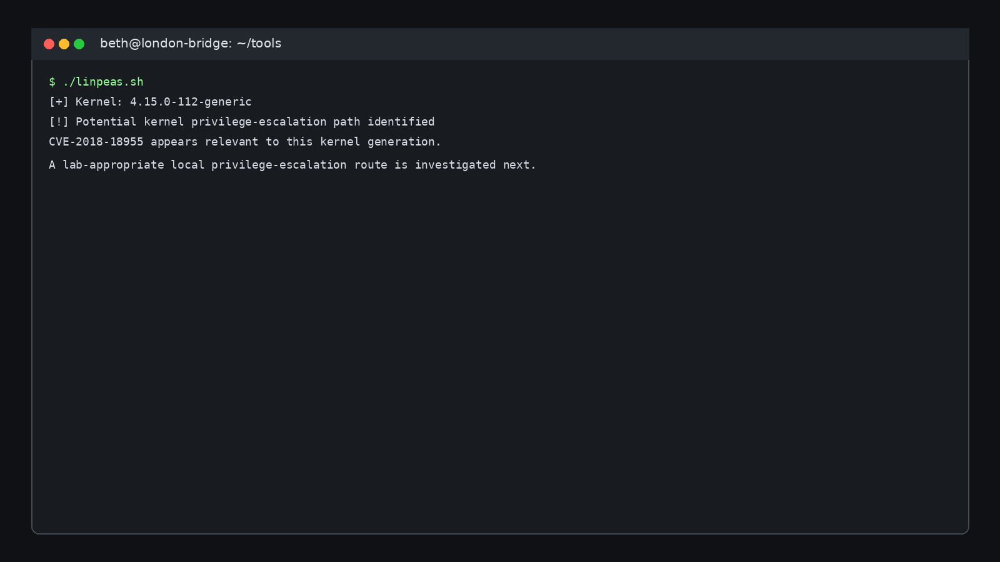 beth@london-bridge: ~/tools
$ ./linpeas.sh
[+] Kernel: 4.15.0-112-generic
[!] Potential kernel privilege-escalation path identified
CVE-2018-18955 appears relevant to this kernel generation.
A lab-appropriate local privilege-escalation route is investigated next.